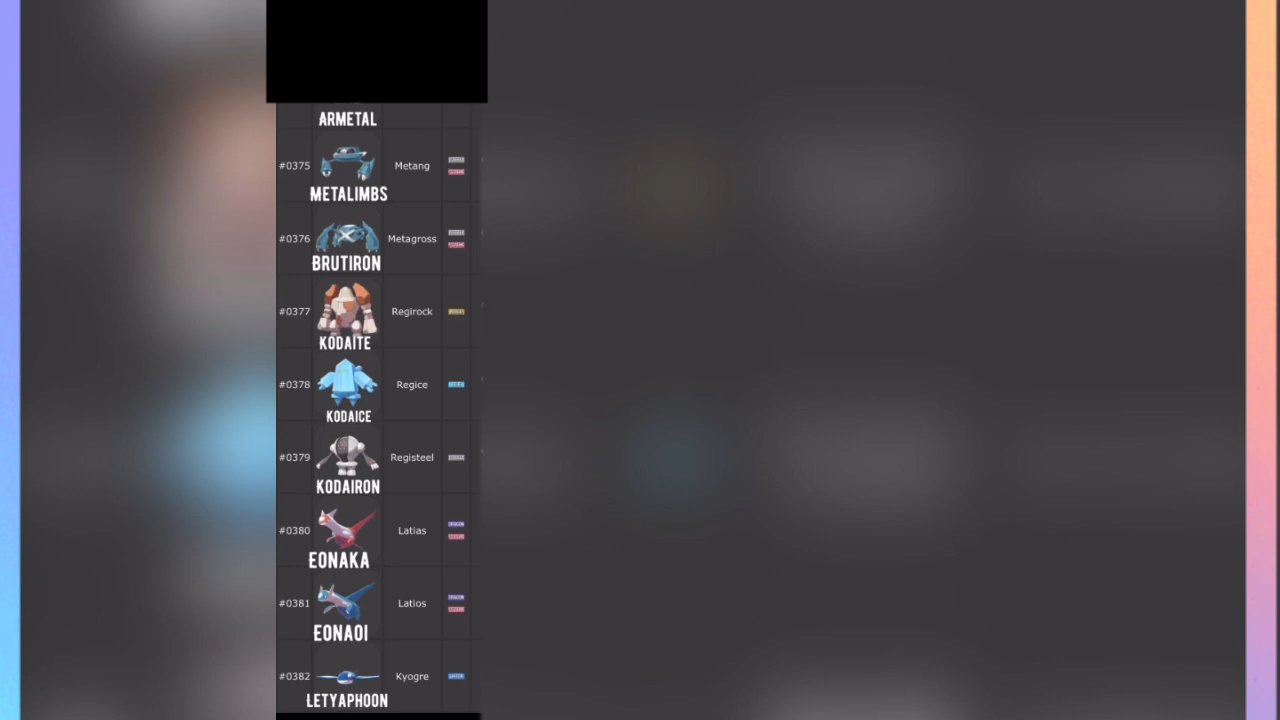 ARMETAL
#0375 Metang
METALIMBS
#0376 Metagross
BRUTIRON
#0377 Regirock
KODAITE
#0378 Regice
KODAICE
#0379 Registeel
KODAIRON
#0380 Latias
EONAKA
#0381 Latios
EONAOI
#0382 Kyogre
LETYAPHOON